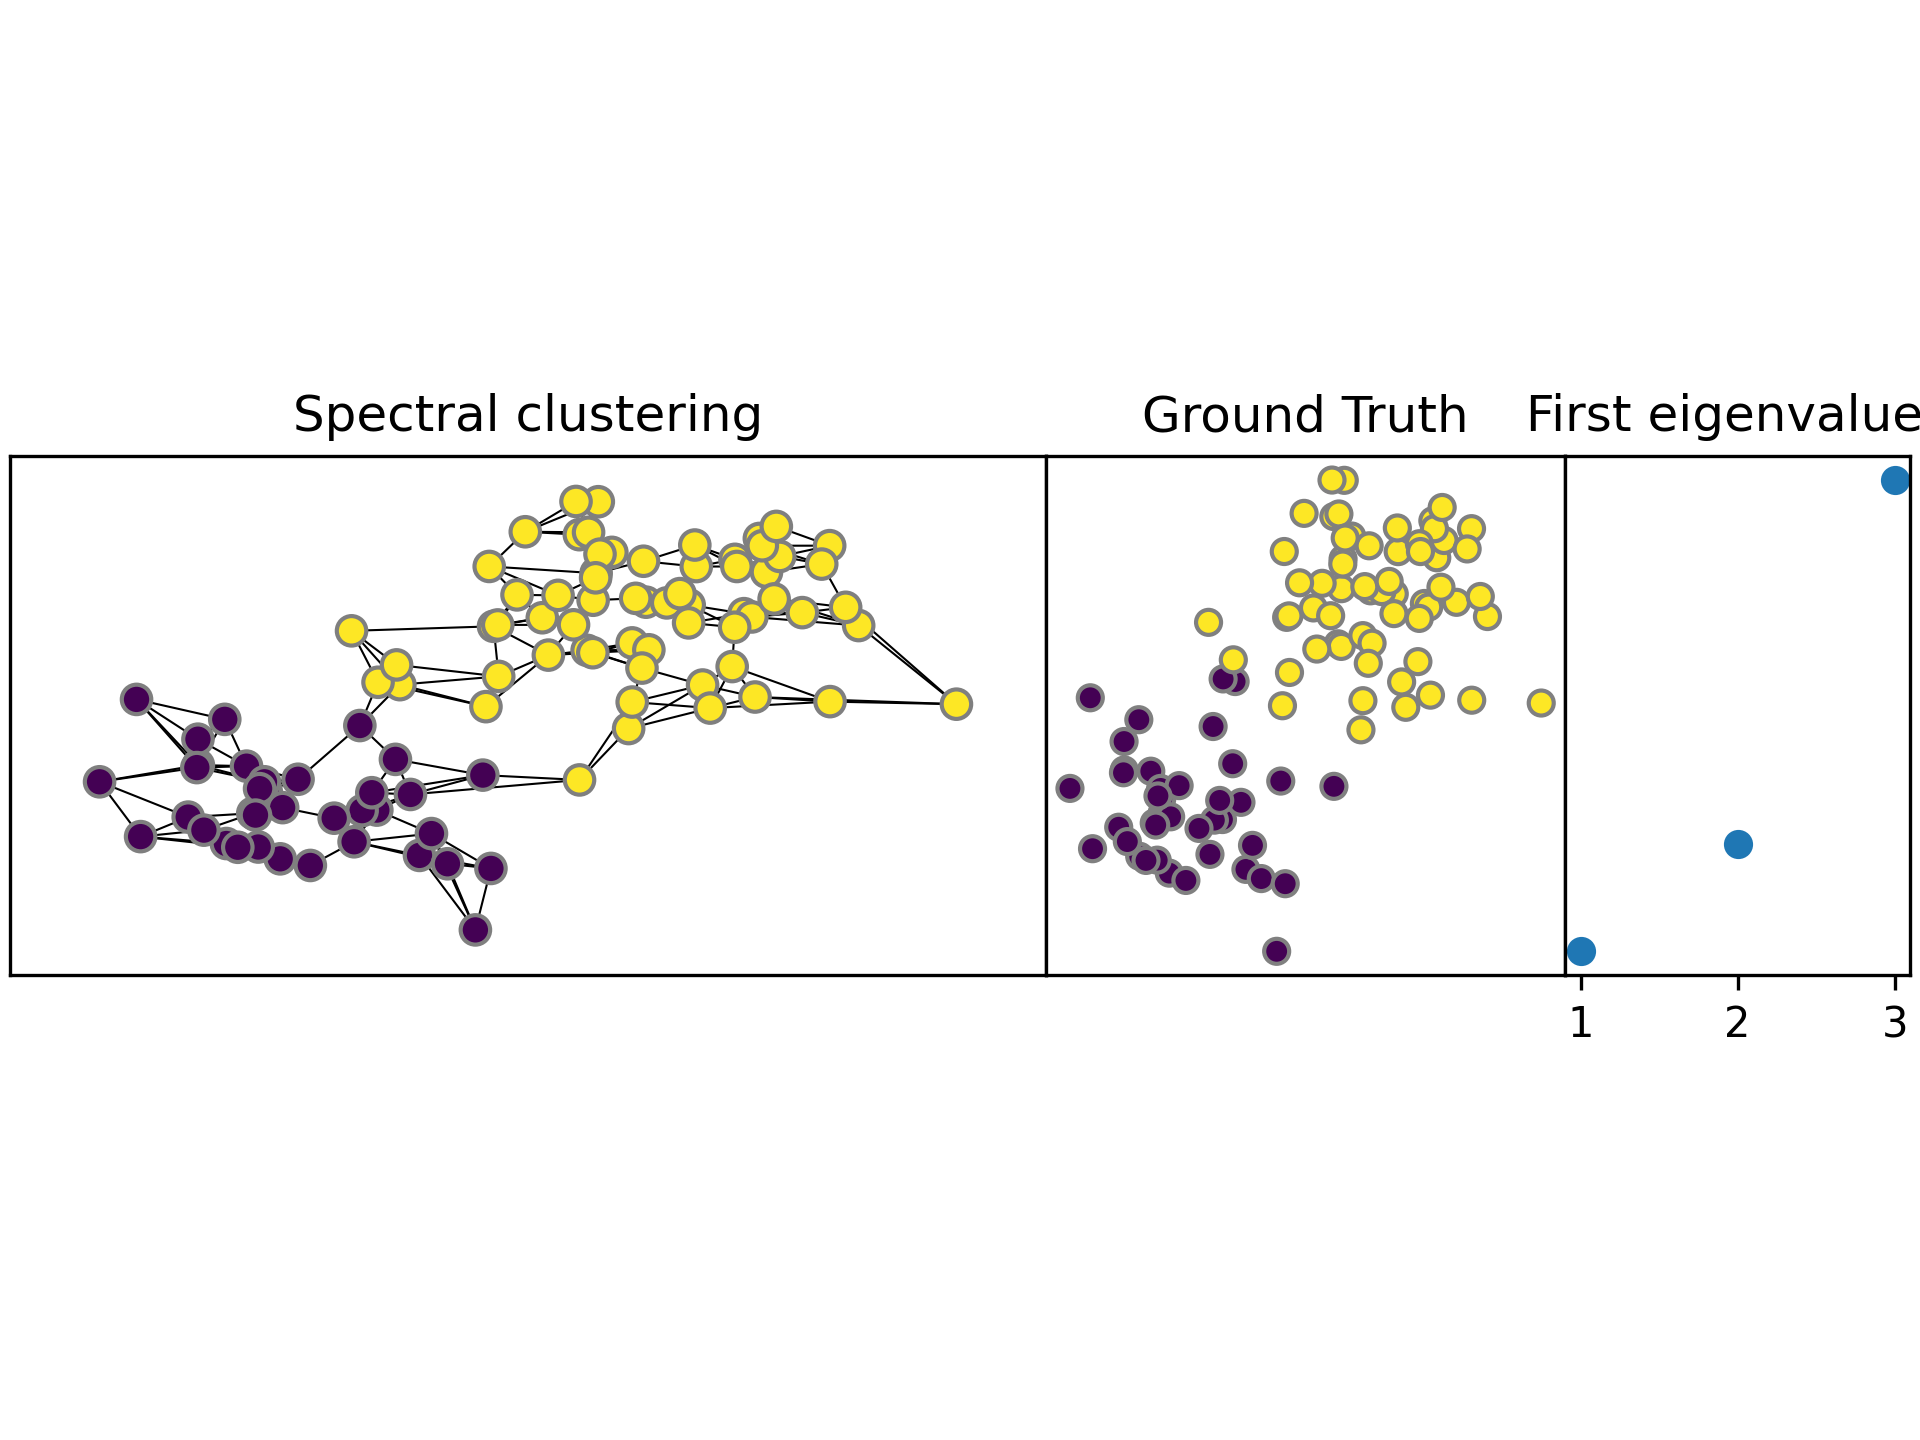 Spectral clustering
Ground Truth
First eigenvalue
1 2 3